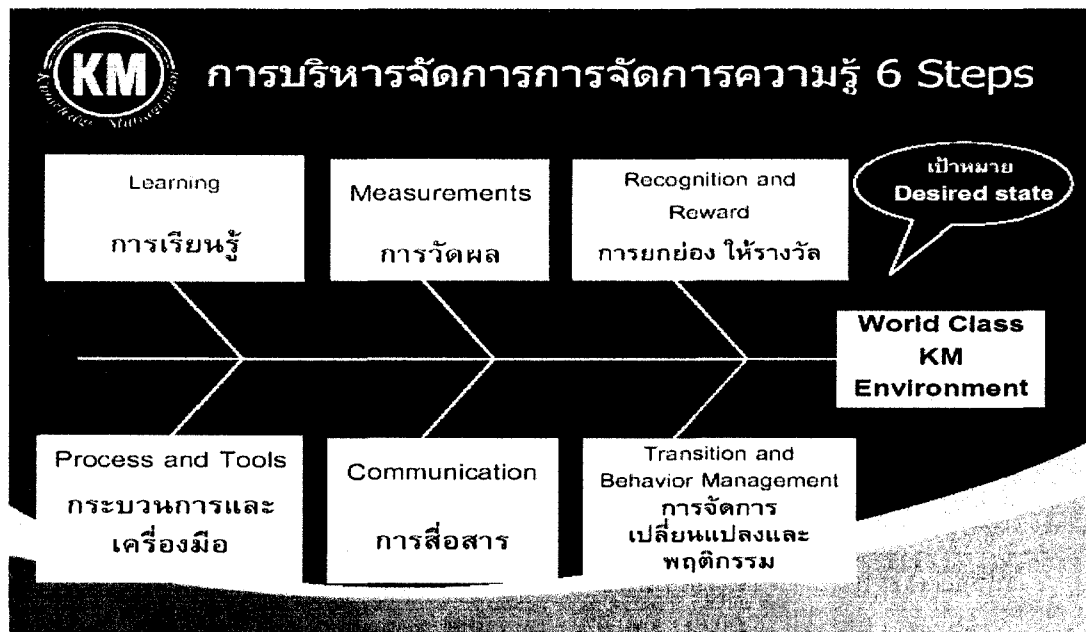 KM
Knowledge Management
การบริหารจัดการการจัดการความรู้ 6 Steps
Learning
การเรียนรู้
Measurements
การวัดผล
Recognition and
Reward
การยกย่อง ให้รางวัล
เป้าหมาย
Desired state
World Class
KM
Environment
Process and Tools
กระบวนการและ
เครื่องมือ
Communication
การสื่อสาร
Transition and
Behavior Management
การจัดการ
เปลี่ยนแปลงและ
พฤติกรรม